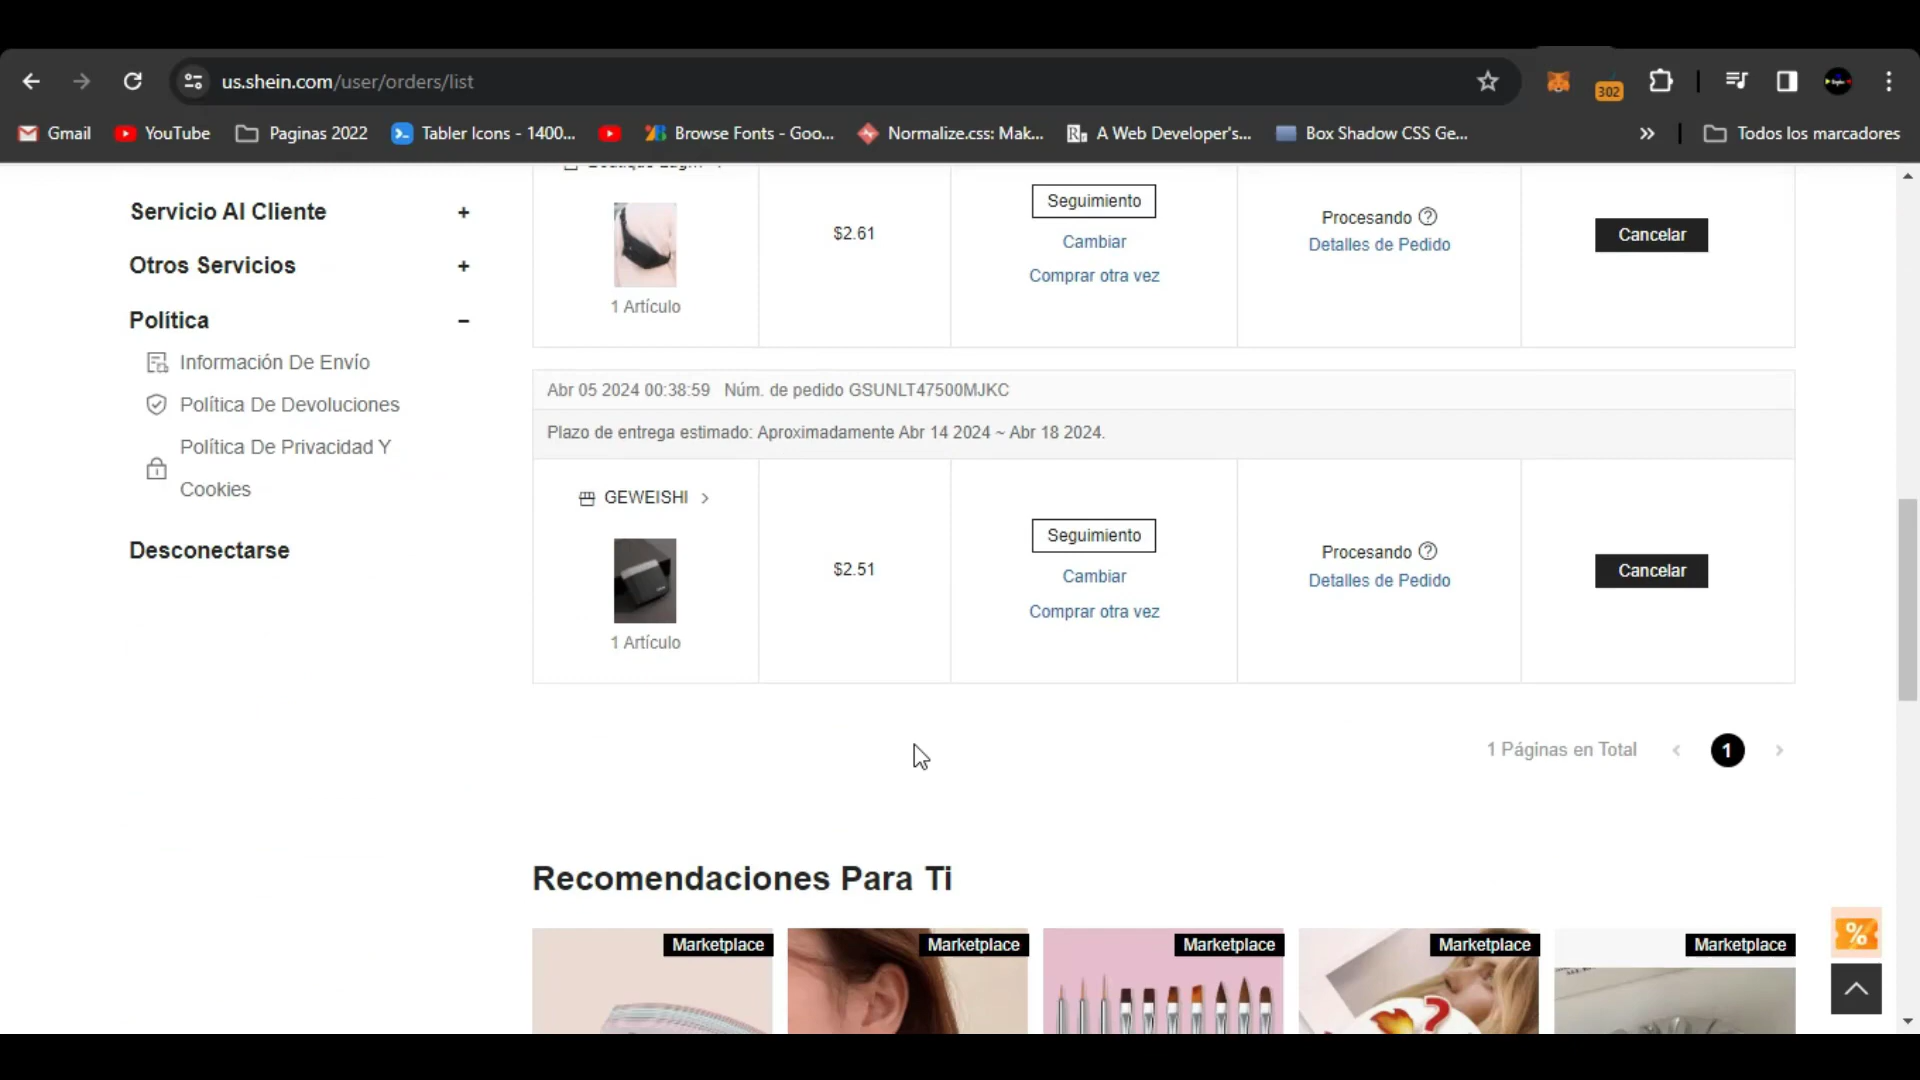 us.shein.com/user/orders/list
302
Gmail
YouTube
Paginas 2022
Tabler Icons - 1400...
Browse Fonts - Goo...
Normalize.css: Mak...
A Web Developer's...
Box Shadow CSS Ge...
»
Todos los marcadores
Servicio Al Cliente +
Otros Servicios +
Política −
Información De Envío
Política De Devoluciones
Política De Privacidad Y
Cookies
Desconectarse
1 Artículo
$2.61
Seguimiento
Cambiar
Comprar otra vez
Procesando
Detalles de Pedido
Cancelar
Abr 05 2024 00:38:59 Núm. de pedido GSUNLT47500MJKC
Plazo de entrega estimado: Aproximadamente Abr 14 2024 ~ Abr 18 2024.
GEWEISHI
1 Artículo
$2.51
Seguimiento
Cambiar
Comprar otra vez
Procesando
Detalles de Pedido
Cancelar
1 Páginas en Total
1
Recomendaciones Para Ti
Marketplace
Marketplace
Marketplace
Marketplace
Marketplace
%